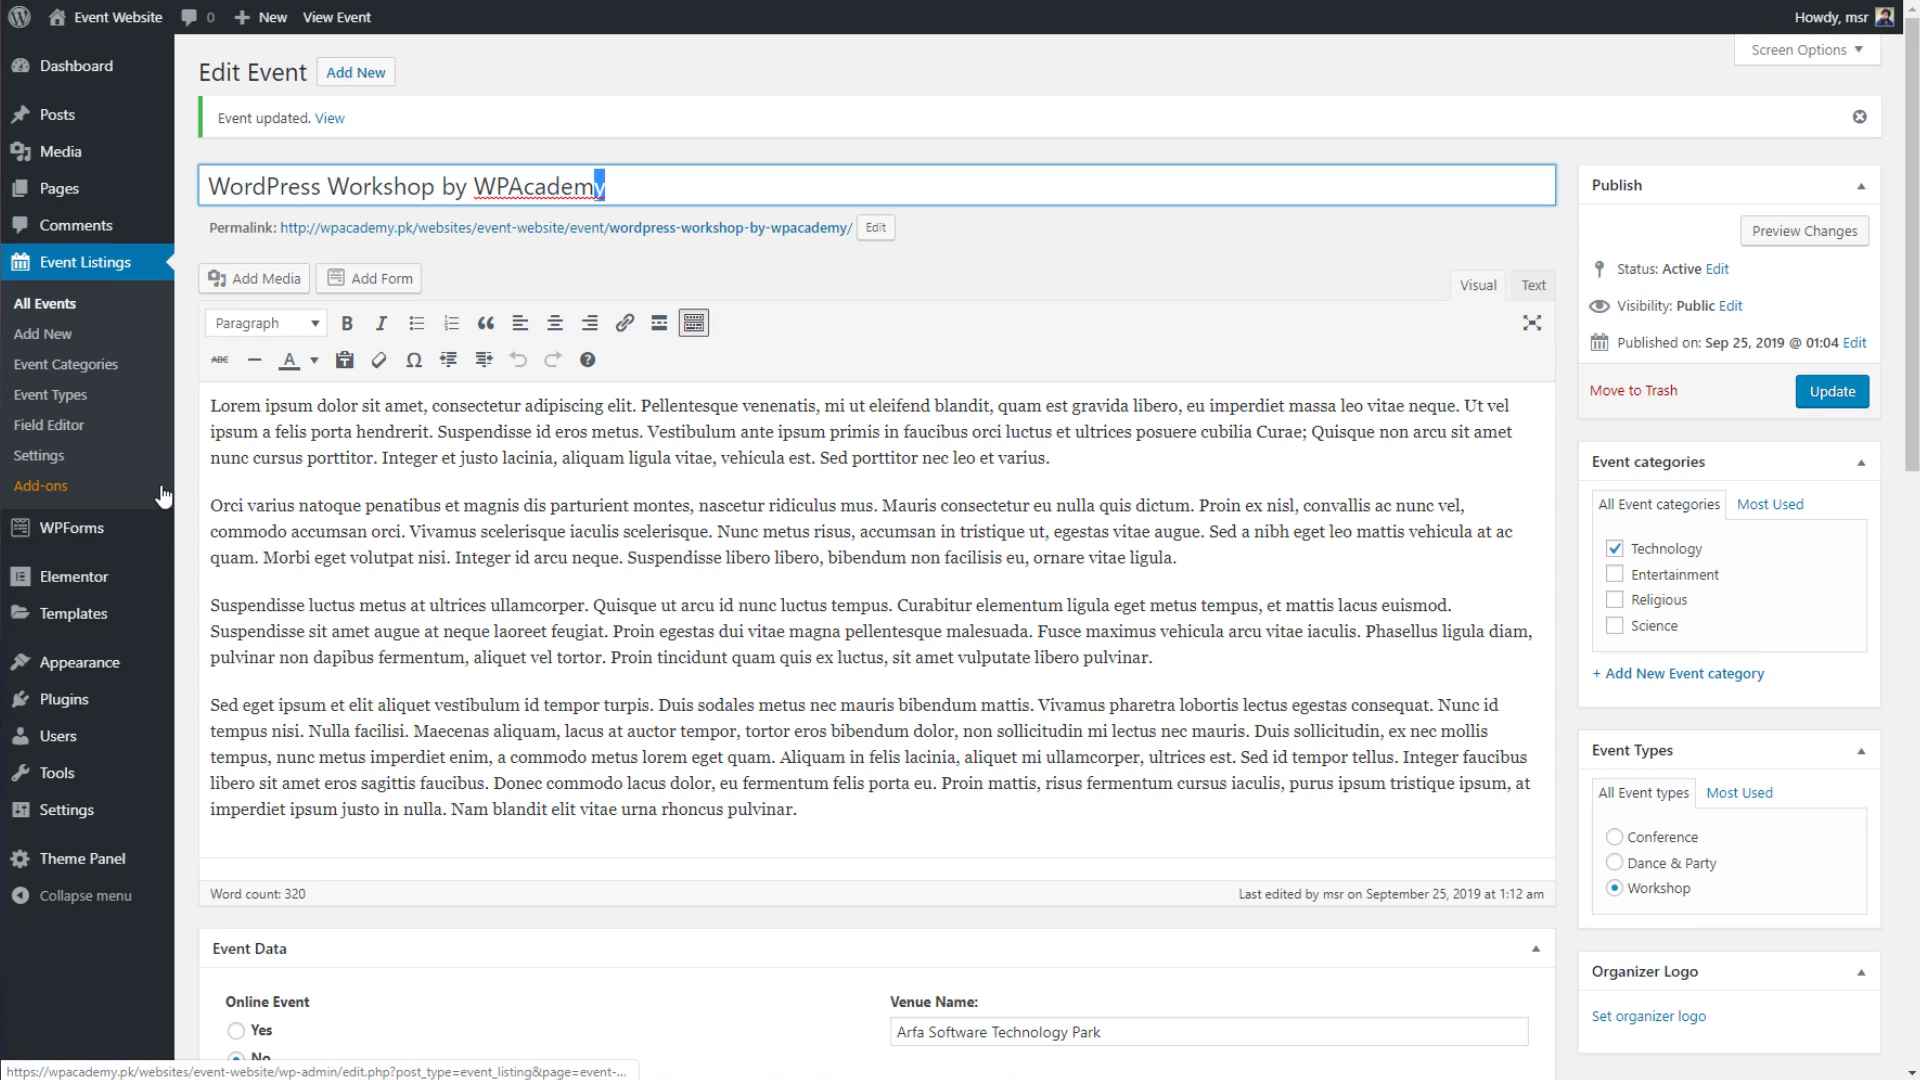 Event Website
0
New
View Event
Howdy, msr
Screen Options
Dashboard
Posts
Media
Pages
Comments
Event Listings
All Events
Add New
Event Categories
Event Types
Field Editor
Settings
Add-ons
WPForms
Elementor
Templates
Appearance
Plugins
Users
Tools
Settings
Theme Panel
Collapse menu
Edit Event
Add New
Event updated. View
WordPress Workshop by WPAcademy
Permalink: http://wpacademy.pk/websites/event-website/event/wordpress-workshop-by-wpacademy/ Edit
Add Media
Add Form
Visual
Text
Paragraph
B
I
ABC
A
Ω
Lorem ipsum dolor sit amet, consectetur adipiscing elit. Pellentesque venenatis, mi ut eleifend blandit, quam est gravida libero, eu imperdiet massa leo vitae neque. Ut vel
ipsum a felis porta hendrerit. Suspendisse id eros metus. Vestibulum ante ipsum primis in faucibus orci luctus et ultrices posuere cubilia Curae; Quisque non arcu sit amet
nunc cursus porttitor. Integer et justo lacinia, aliquam ligula vitae, vehicula est. Sed porttitor nec leo et varius.
Orci varius natoque penatibus et magnis dis parturient montes, nascetur ridiculus mus. Mauris consectetur eu nulla quis dictum. Proin ex nisl, convallis ac nunc vel,
commodo accumsan orci. Vivamus scelerisque iaculis scelerisque. Nunc metus risus, accumsan in tristique ut, egestas vitae augue. Sed a nibh eget leo mattis vehicula at ac
quam. Morbi eget volutpat nisi. Integer id arcu neque. Suspendisse libero libero, bibendum non facilisis eu, ornare vitae ligula.
Suspendisse luctus metus at ultrices ullamcorper. Quisque ut arcu id nunc luctus tempus. Curabitur elementum ligula eget metus tempus, et mattis lacus euismod.
Suspendisse sit amet augue at neque laoreet feugiat. Proin egestas dui vitae magna pellentesque malesuada. Fusce maximus vehicula arcu vitae iaculis. Phasellus ligula diam,
pulvinar non dapibus fermentum, aliquet vel tortor. Proin tincidunt quam quis ex luctus, sit amet vulputate libero pulvinar.
Sed eget ipsum et elit aliquet vestibulum id tempor turpis. Duis sodales metus nec mauris bibendum mattis. Vivamus pharetra lobortis lectus egestas consequat. Nunc id
tempus nisi. Nulla facilisi. Maecenas aliquam, lacus at auctor tempor, tortor eros bibendum dolor, non sollicitudin mi lectus nec mauris. Duis sollicitudin, ex nec mollis
tempus, nunc metus imperdiet enim, a commodo metus lorem eget quam. Aliquam in felis lacinia, aliquet mi ullamcorper, ultrices est. Sed id tempor tellus. Integer faucibus
libero sit amet eros sagittis faucibus. Donec commodo lacus dolor, eu fermentum felis porta eu. Proin mattis, risus fermentum cursus iaculis, purus ipsum tristique ipsum, at
imperdiet ipsum justo in nulla. Nam blandit elit vitae urna rhoncus pulvinar.
Word count: 320
Last edited by msr on September 25, 2019 at 1:12 am
Event Data
Online Event
Yes
No
Venue Name:
Arfa Software Technology Park
Publish
Preview Changes
Status: Active Edit
Visibility: Public Edit
Published on: Sep 25, 2019 @ 01:04 Edit
Move to Trash
Update
Event categories
All Event categories
Most Used
Technology
Entertainment
Religious
Science
+ Add New Event category
Event Types
All Event types
Most Used
Conference
Dance & Party
Workshop
Organizer Logo
Set organizer logo
https://wpacademy.pk/websites/event-website/wp-admin/edit.php?post_type=event_listing&page=event-...